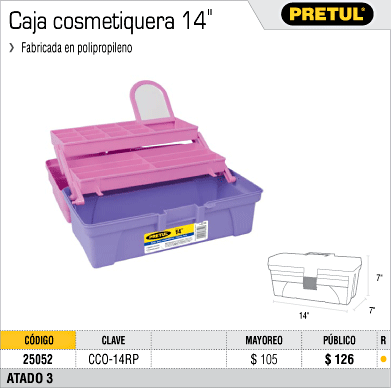 Caja cosmetiquera 14"
PRETUL®
› Fabricada en polipropileno
PRETUL
14"
7"
14"
7"
CÓDIGO CLAVE MAYOREO PÚBLICO R
25052 CCO-14RP $ 105 $ 126
ATADO 3